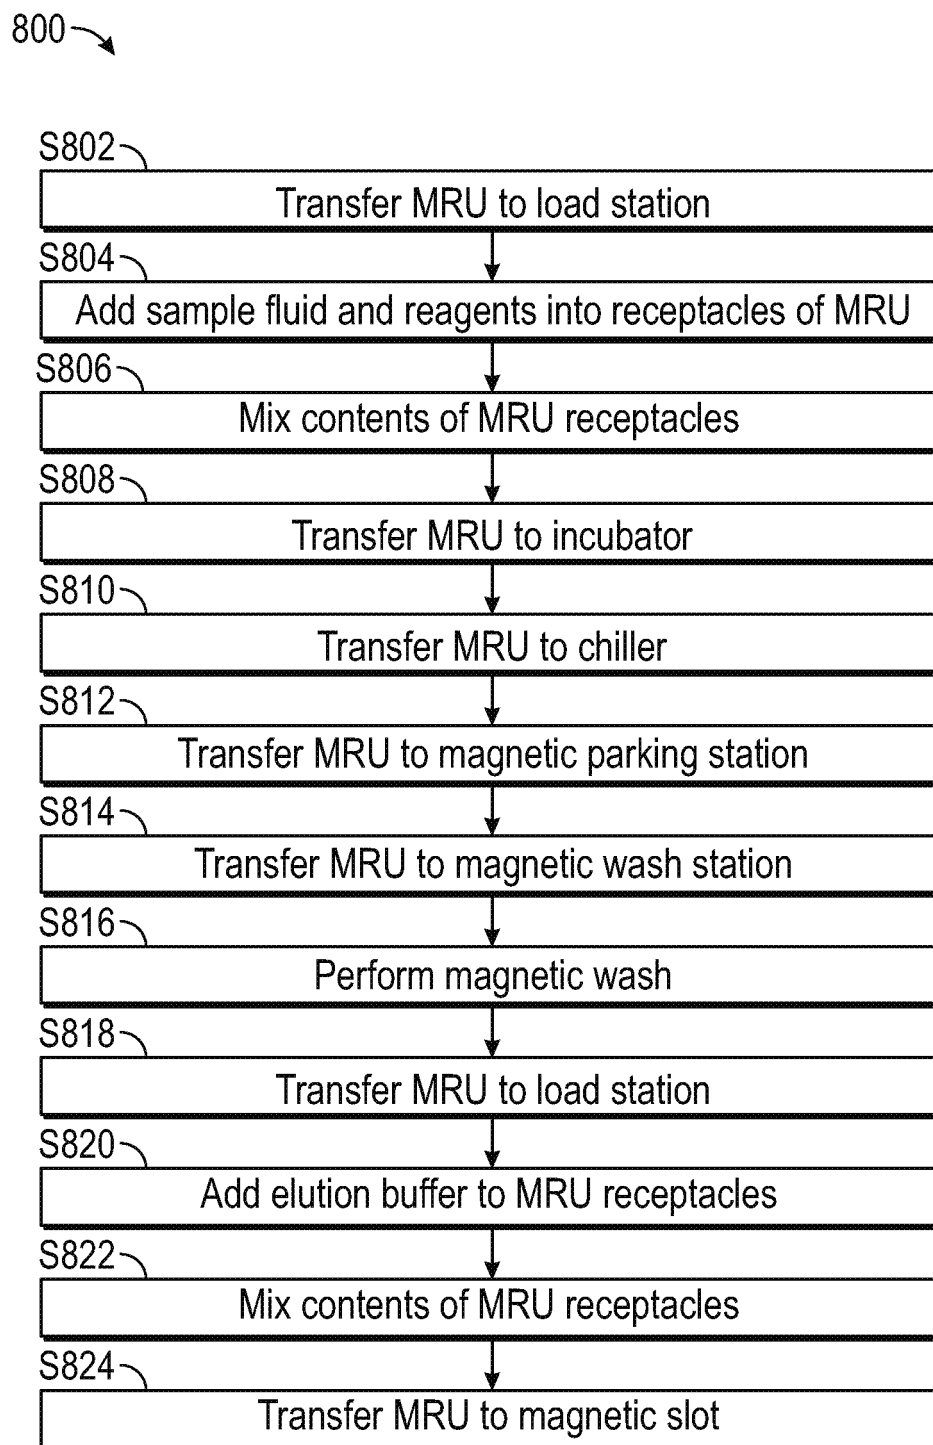 800
S802
Transfer MRU to load station
S804
Add sample fluid and reagents into receptacles of MRU
S806
Mix contents of MRU receptacles
S808
Transfer MRU to incubator
S810
Transfer MRU to chiller
S812
Transfer MRU to magnetic parking station
S814
Transfer MRU to magnetic wash station
S816
Perform magnetic wash
S818
Transfer MRU to load station
S820
Add elution buffer to MRU receptacles
S822
Mix contents of MRU receptacles
S824
Transfer MRU to magnetic slot